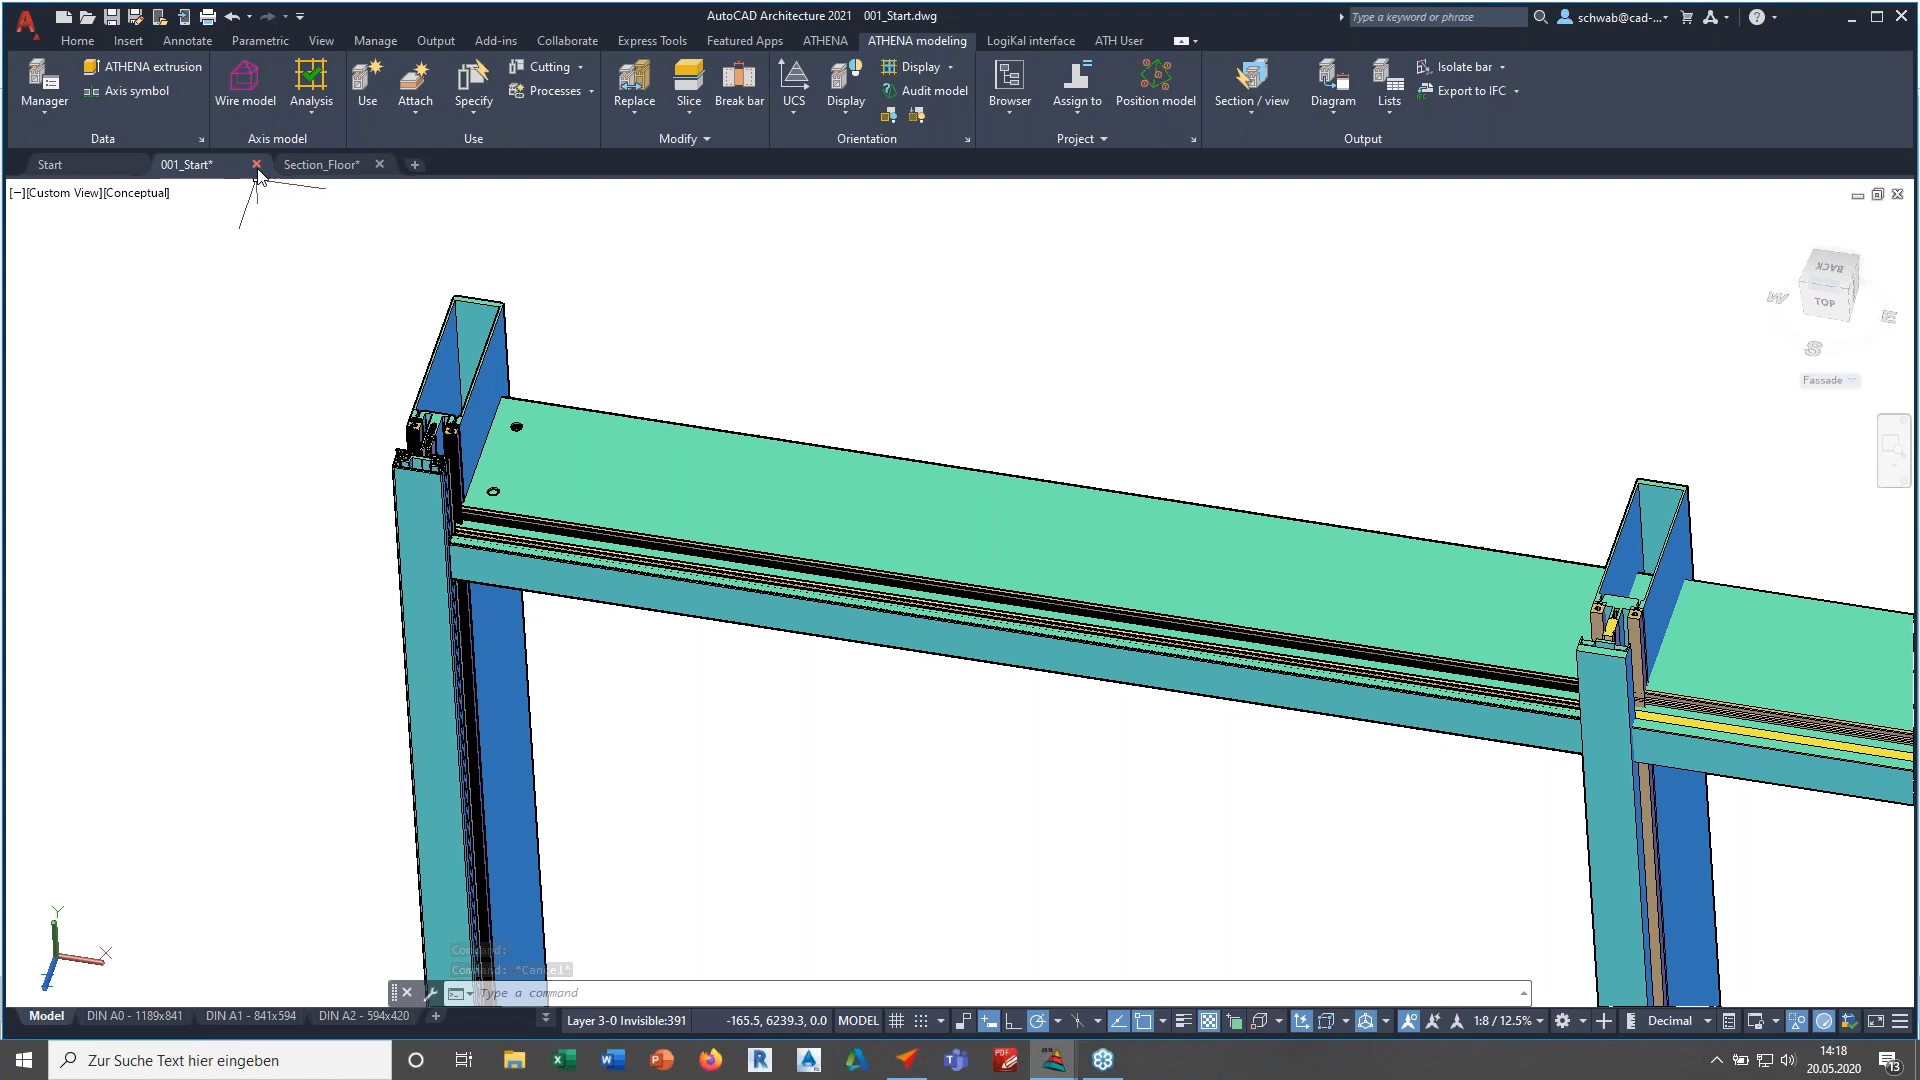 AutoCAD Architecture 2021 001_Start.dwg
Type a keyword or phrase
schwab@cad-...
Home Insert Annotate Parametric View Manage Output Add-ins Collaborate Express Tools Featured Apps ATHENA ATHENA modeling LogiKal interface ATH User
ATHENA extrusion
Cutting
Display
Isolate bar
Axis symbol
Processes
Audit model
Export to IFC
Manager Wire model Analysis Use Attach Specify Replace Slice Break bar UCS Display Browser Assign to Position model Section / view Diagram Lists
Data Axis model Use Modify Orientation Project Output
Start 001_Start* Section_Floor*
[−][Custom View][Conceptual]
BACK
TOP
W
E
S
Fassade
Y
X
Command:
Command: *Cancel*
Type a command
Model DIN A0 - 1189x841 DIN A1 - 841x594 DIN A2 - 594x420 +
Layer 3-0 Invisible:391 -165.5, 6239.3, 0.0 MODEL 1:8 / 12.5% Decimal
Zur Suche Text hier eingeben
14:18
20.05.2020
13